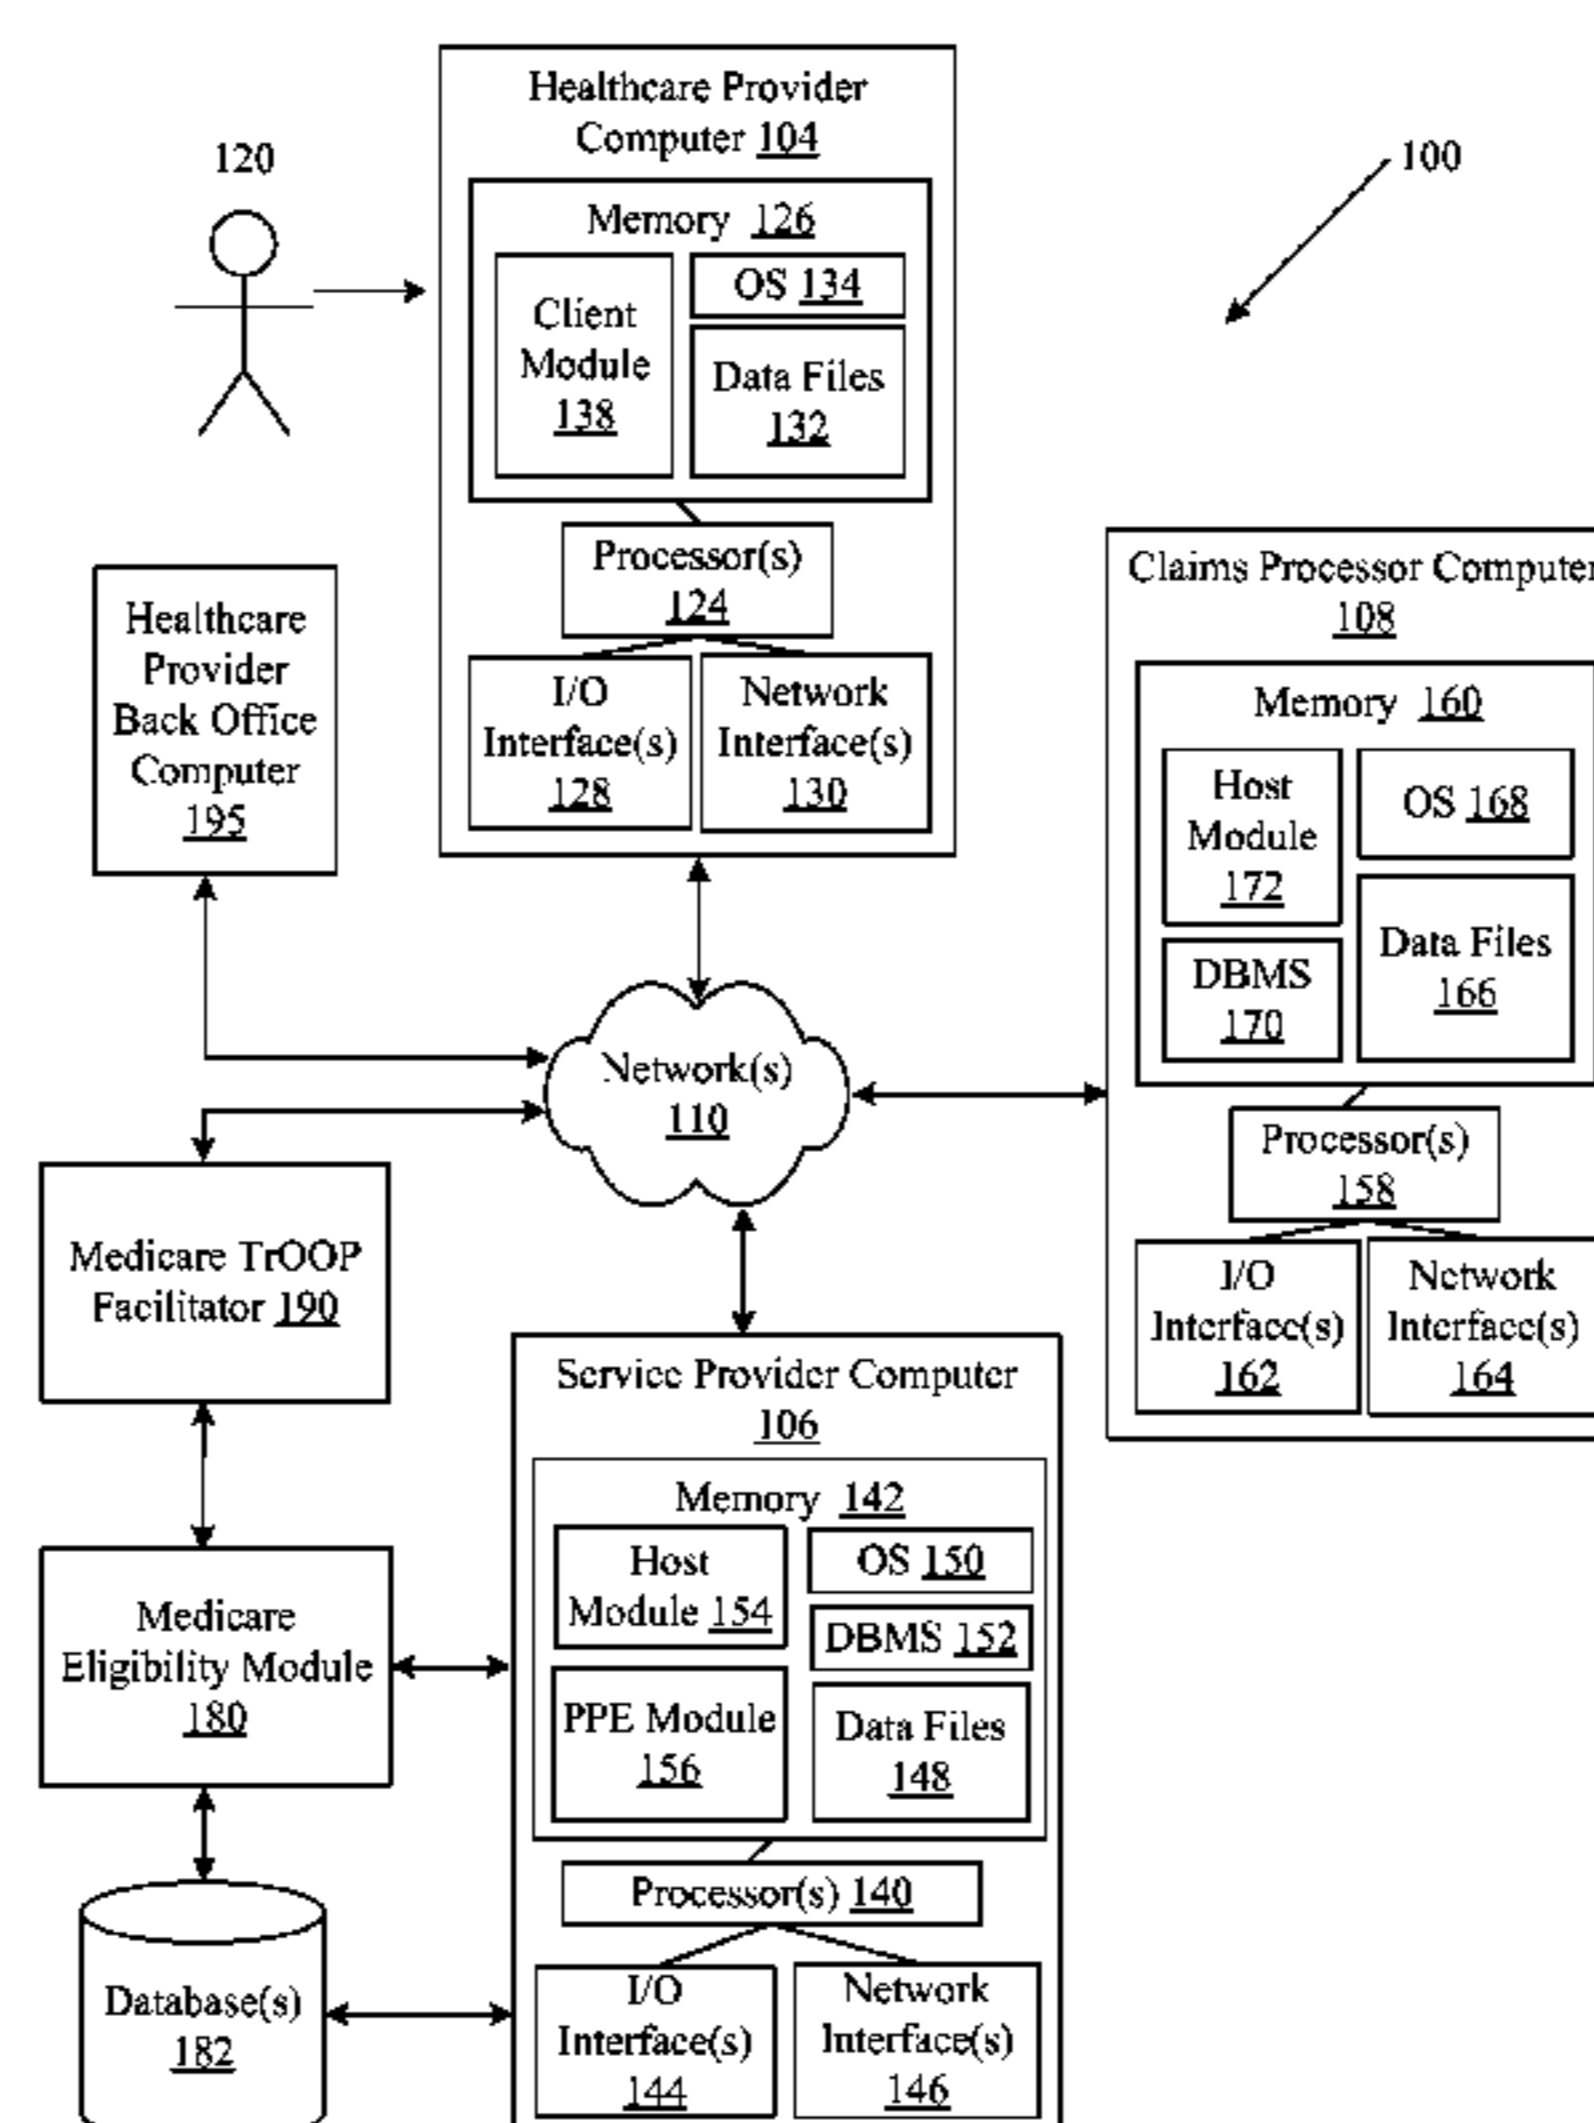 Healthcare Provider
Computer 104
120
100
Memory 126
Client
Module
138
OS 134
Data Files
132
Processor(s)
124
I/O
Interface(s)
128
Network
Interface(s)
130
Healthcare
Provider
Back Office
Computer
195
Claims Processor Computer
108
Memory 160
Host
Module
172
OS 168
DBMS
170
Data Files
166
Processor(s)
158
I/O
Interface(s)
162
Network
Interface(s)
164
Network(s)
110
Medicare TrOOP
Facilitator 190
Service Provider Computer
106
Memory 142
Host
Module 154
OS 150
DBMS 152
PPE Module
156
Data Files
148
Processor(s) 140
I/O
Interface(s)
144
Network
Interface(s)
146
Medicare
Eligibility Module
180
Database(s)
182